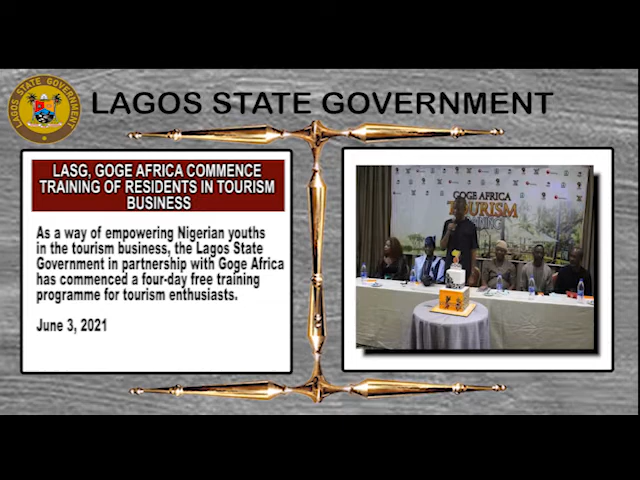 LAGOS STATE GOVERNMENT
LAGOS STATE GOVERNMENT
LASG, GOGE AFRICA COMMENCE
TRAINING OF RESIDENTS IN TOURISM
BUSINESS
As a way of empowering Nigerian youths
in the tourism business, the Lagos State
Government in partnership with Goge Africa
has commenced a four-day free training
programme for tourism enthusiasts.
June 3, 2021
GOGE AFRICA
TOURISM